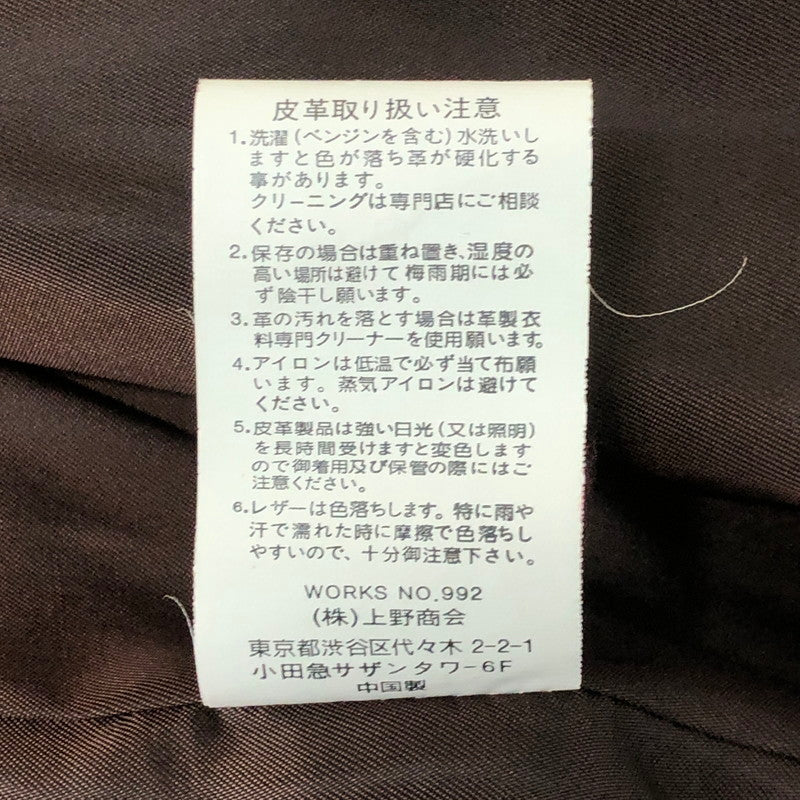 皮革取り扱い注意
1.洗濯(ベンジンを含む)水洗いし
ますと色が落ち革が硬化する
事があります。
クリーニングは専門店にご相談
ください。
2.保存の場合は重ね置き、湿度の
高い場所は避けて梅雨期には必
ず陰干し願います。
3.革の汚れを落とす場合は革製衣
料専門クリーナーを使用願います。
4.アイロンは低温で必ず当て布願
います。蒸気アイロンは避けて
ください。
5.皮革製品は強い日光(又は照明)
を長時間受けますと変色します
ので御着用及び保管の際にはご
注意ください。
6.レザーは色落ちします。特に雨や
汗で濡れた時に摩擦で色落ちし
やすいので、十分御注意下さい。
WORKS NO.992
(株)上野商会
東京都渋谷区代々木 2-2-1
小田急サザンタワー6F
中国製